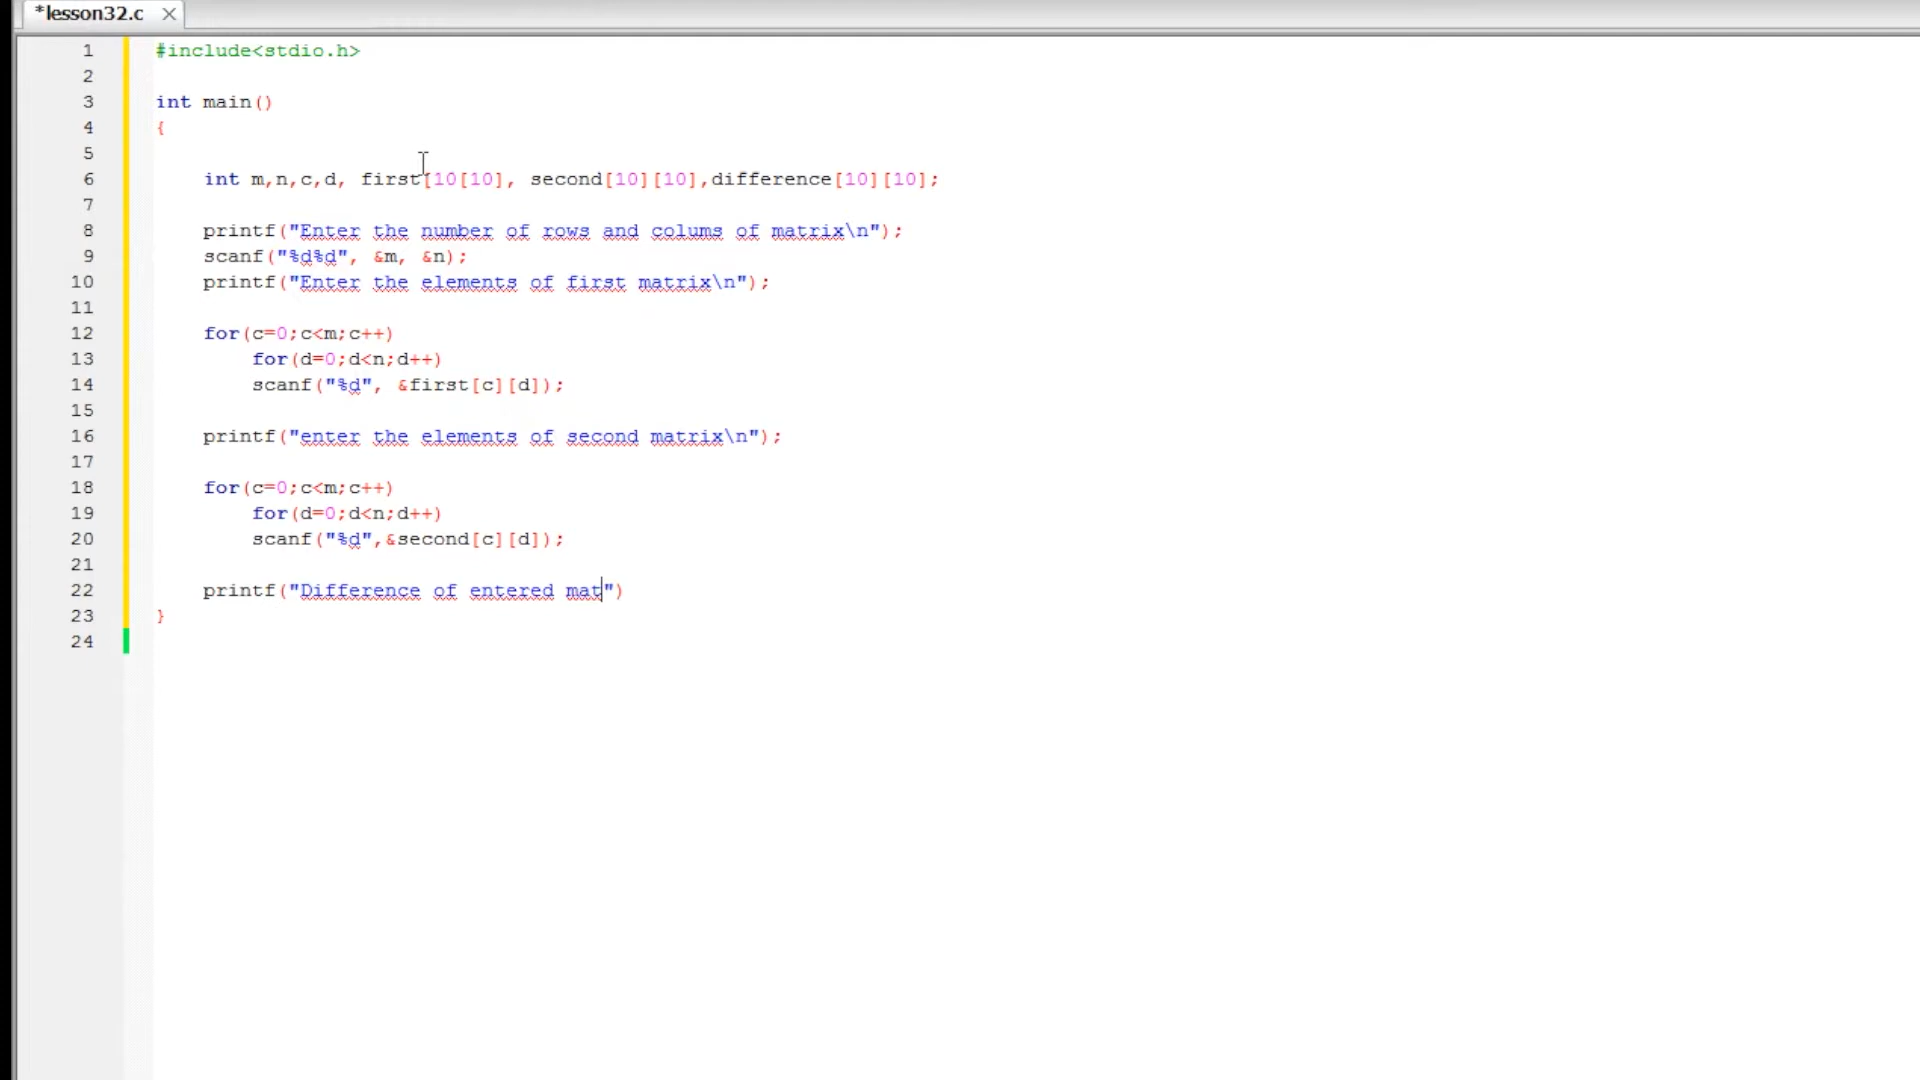 *lesson32.c
1 #include<stdio.h>
2
3 int main()
4 {
5
6 int m,n,c,d, first[10[10], second[10][10],difference[10][10];
7
8 printf("Enter the number of rows and colums of matrix\n");
9 scanf("%d%d", &m, &n);
10 printf("Enter the elements of first matrix\n");
11
12 for(c=0;c<m;c++)
13 for(d=0;d<n;d++)
14 scanf("%d", &first[c][d]);
15
16 printf("enter the elements of second matrix\n");
17
18 for(c=0;c<m;c++)
19 for(d=0;d<n;d++)
20 scanf("%d",&second[c][d]);
21
22 printf("Difference of entered mat")
23 }
24